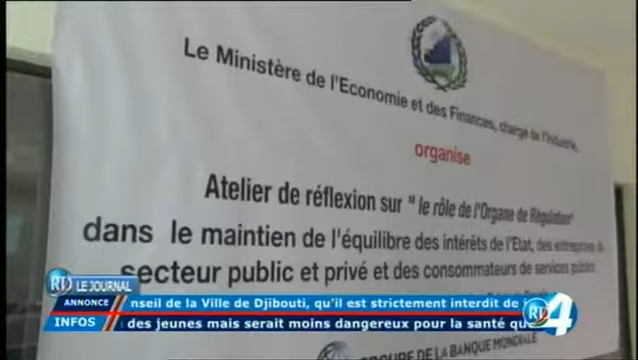 Le Ministère de l'Economie et des Finances, chargé de l'Industrie,
organise
Atelier de réflexion sur " le rôle de l'Organe de Régulation"
dans le maintien de l'équilibre des intérêts de l'Etat, des entreprises
secteur public et privé et des consommateurs de services publics
RTD LE JOURNAL
ANNONCE nseil de la Ville de Djibouti, qu'il est strictement interdit de
RTD 4
INFOS des jeunes mais serait moins dangereux pour la santé que
GROUPE DE LA BANQUE MONDIALE